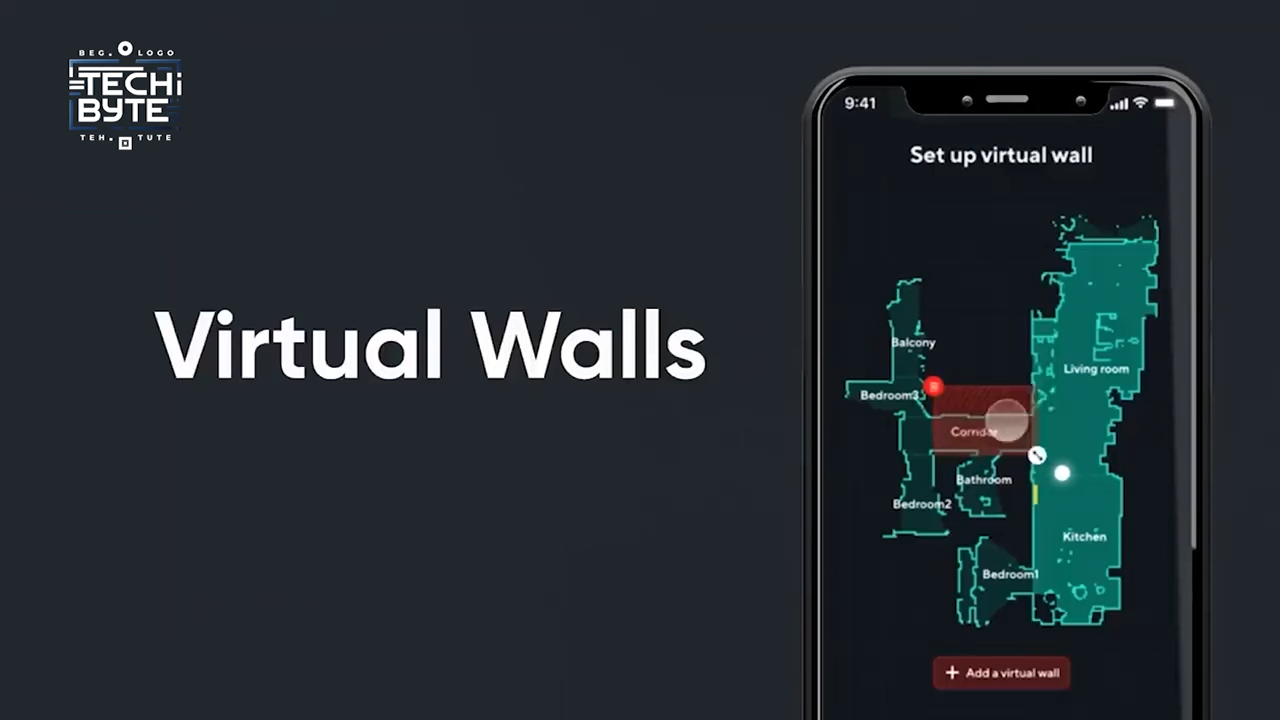 BEG. LOGO
TECHi
BYTE
TEH. TUTE
Virtual Walls
9:41
Set up virtual wall
Balcony
Living room
Bedroom3
Corridor
Bathroom
Bedroom2
Kitchen
Bedroom1
+ Add a virtual wall